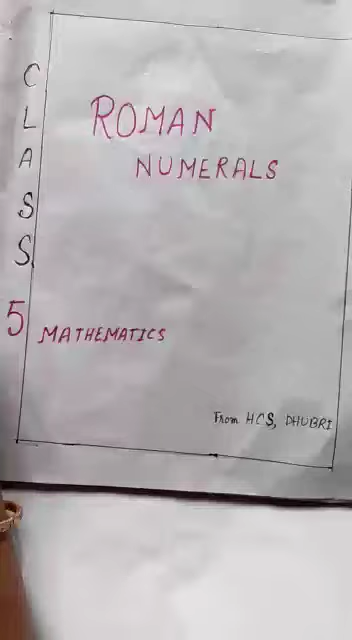 CLASS
5
ROMAN
NUMERALS
MATHEMATICS
From HCS, DHUBRI